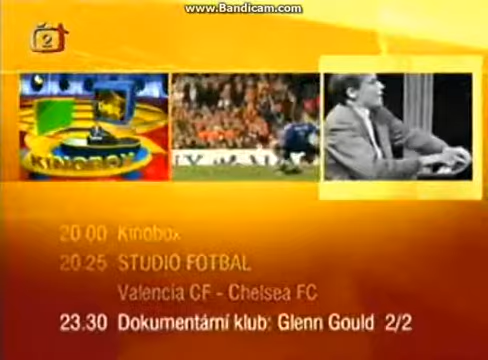 www.Bandicam.com
2
KINOBOX
20.00 Kinobox
20.25 STUDIO FOTBAL
Valencia CF - Chelsea FC
23.30 Dokumentární klub: Glenn Gould 2/2